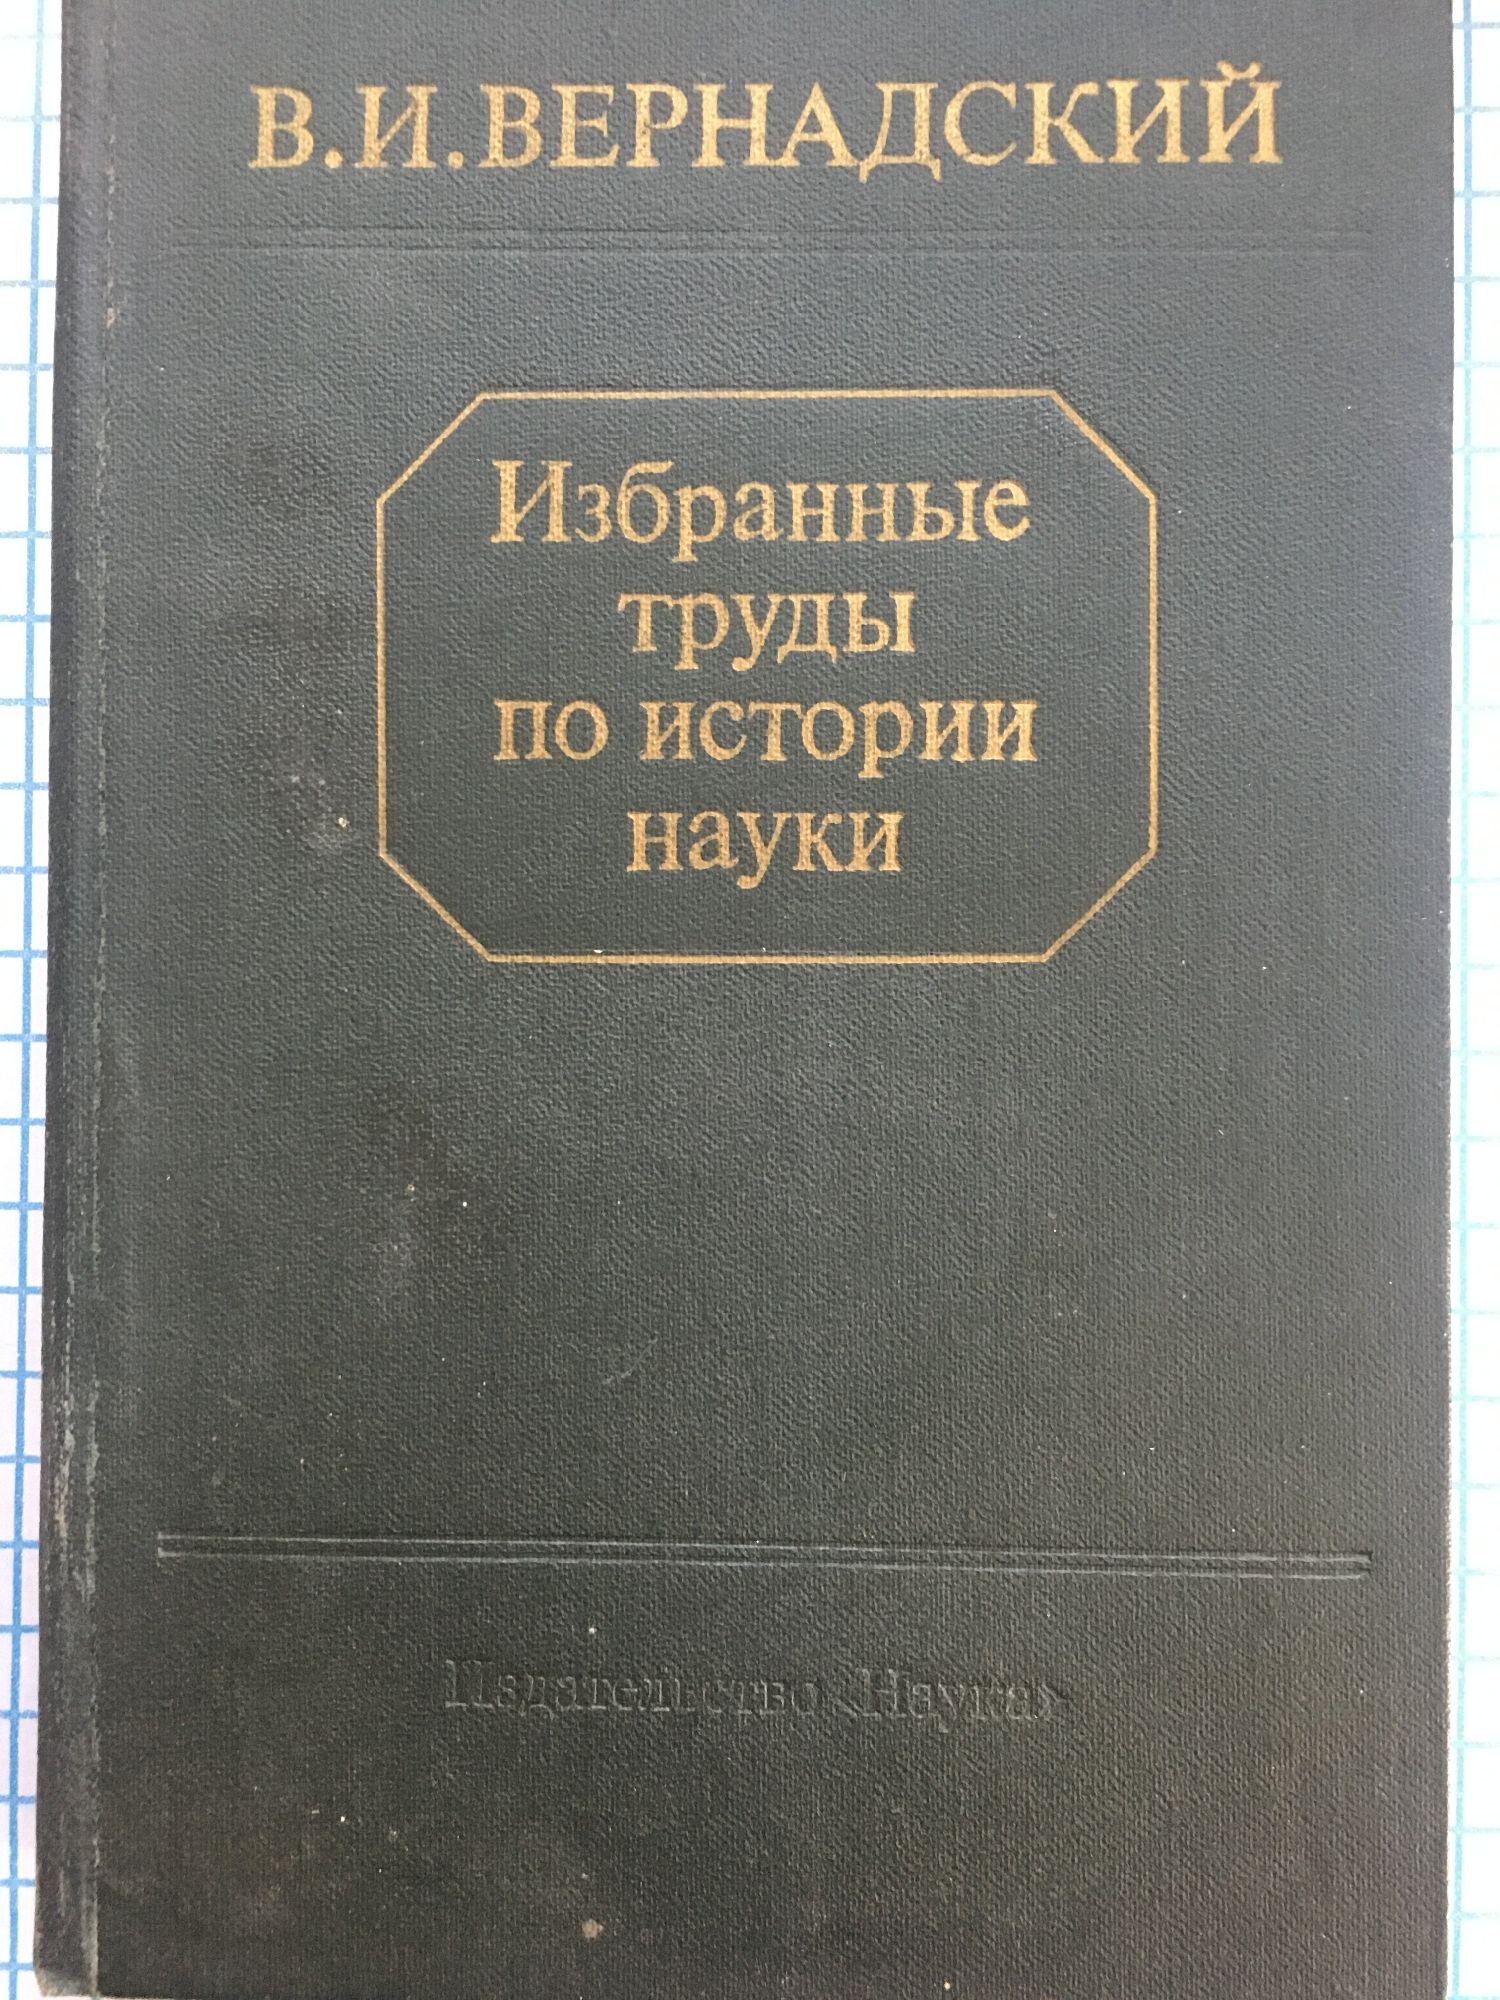 В.И.ВЕРНАДСКИЙ
Избранные
труды
по истории
науки
Издательство «Наука»